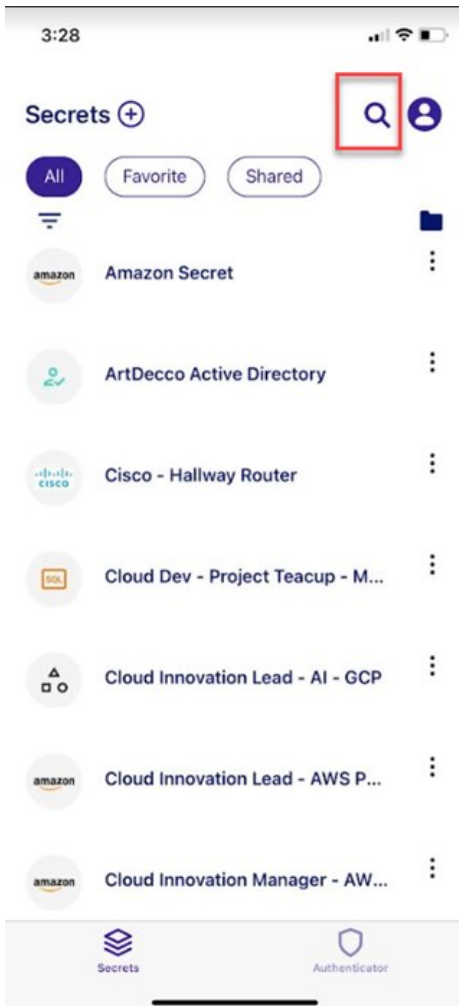 3:28
Secrets
All
Favorite
Shared
amazon
Amazon Secret
ArtDecco Active Directory
CISCO
Cisco - Hallway Router
SQL
Cloud Dev - Project Teacup - M...
Cloud Innovation Lead - AI - GCP
amazon
Cloud Innovation Lead - AWS P...
amazon
Cloud Innovation Manager - AW...
Secrets
Authenticator